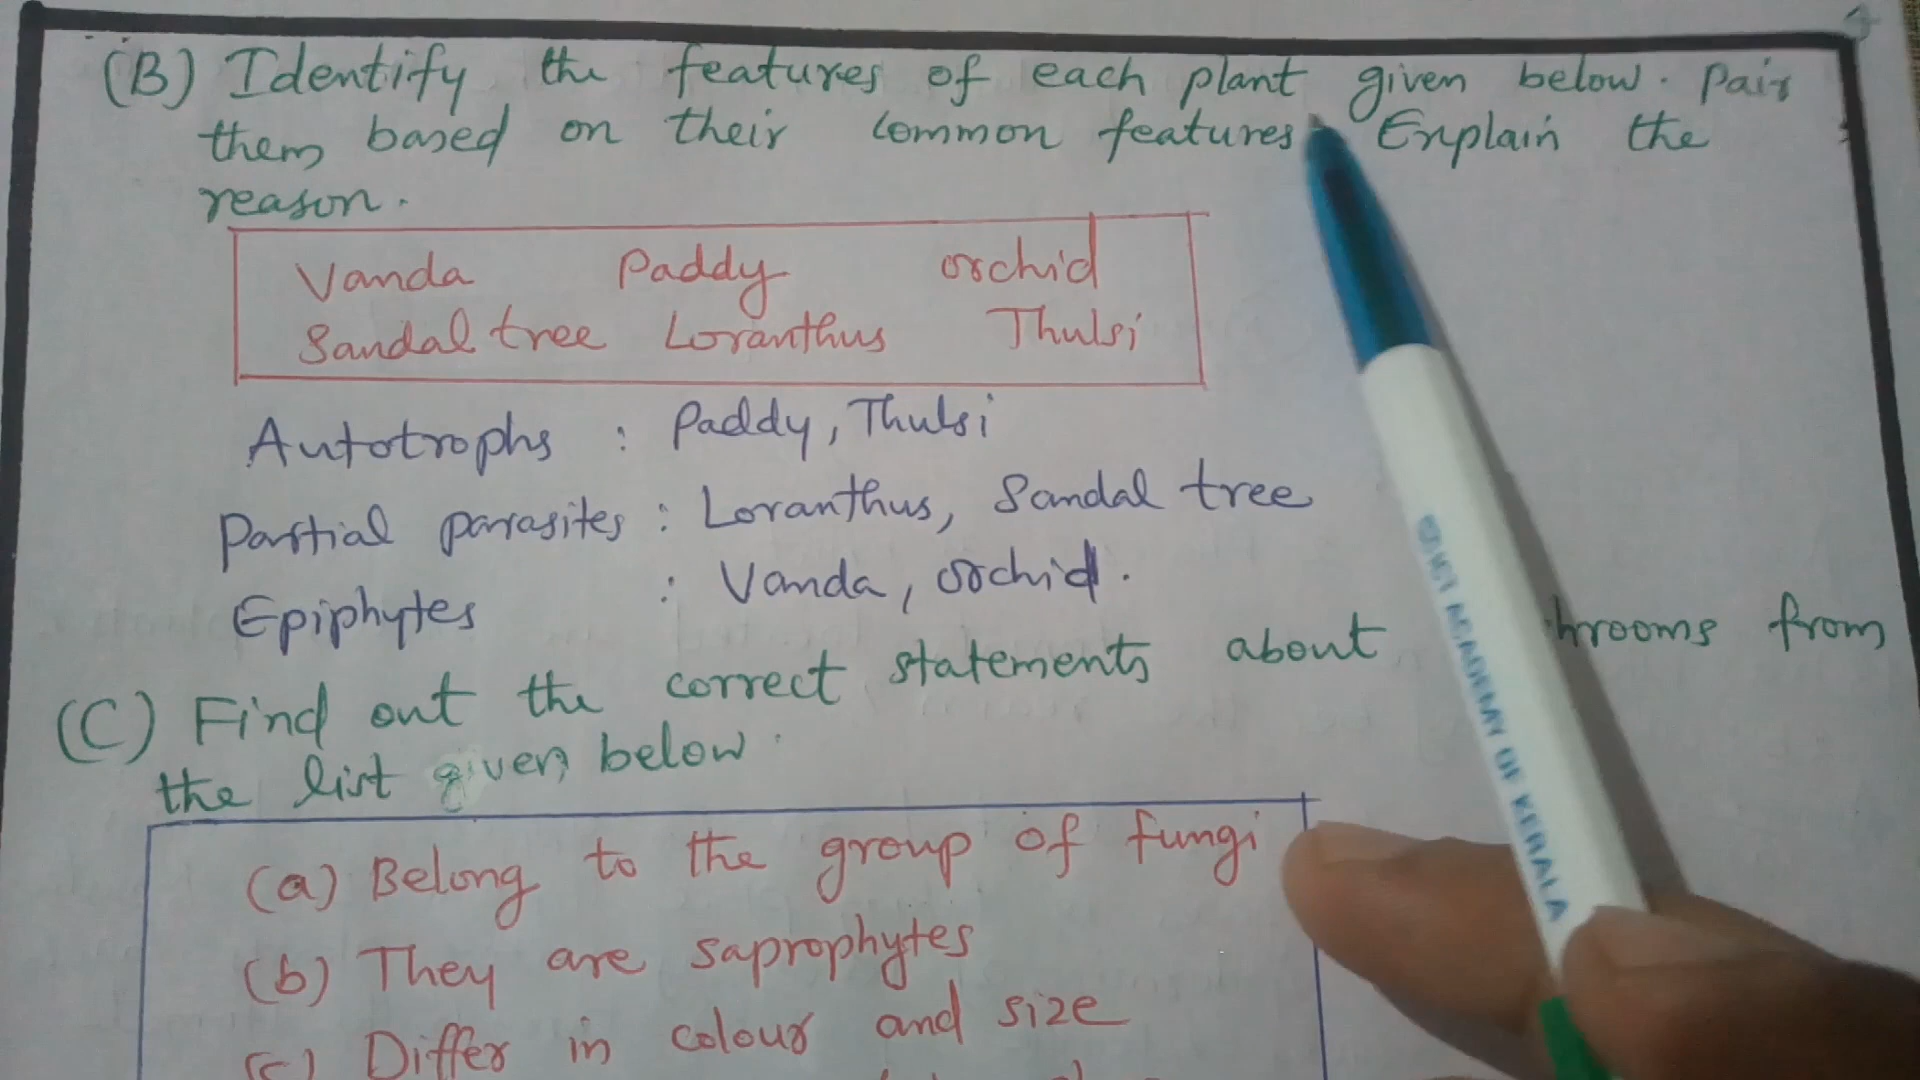 (B) Identify the features of each plant given below. Pair
them based on their common features Explain the
reason.
Vanda Paddy orchid
Sandal tree Loranthus Thulsi
Autotrophs : Paddy, Thulsi
Partial parasites : Loranthus, Sandal tree
Epiphytes : Vanda, orchid.
(C) Find out the correct statements about hrooms from
the list given below.
(a) Belong to the group of fungi
(b) They are saprophytes
(c) Differ in colour and size
ACADEMY OF KERALA